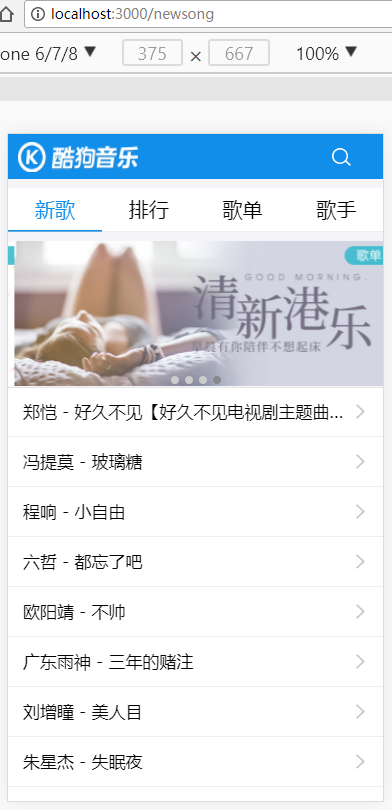 localhost:3000/newsong
one 6/7/8 ▼ 375 × 667 100% ▼
K 酷狗音乐
新歌 排行 歌单 歌手
歌单
GOOD MORNING.
清新港乐
早晨有你陪伴不想起床
郑恺 - 好久不见【好久不见电视剧主题曲...
冯提莫 - 玻璃糖
程响 - 小自由
六哲 - 都忘了吧
欧阳靖 - 不帅
广东雨神 - 三年的赌注
刘增瞳 - 美人目
朱星杰 - 失眠夜